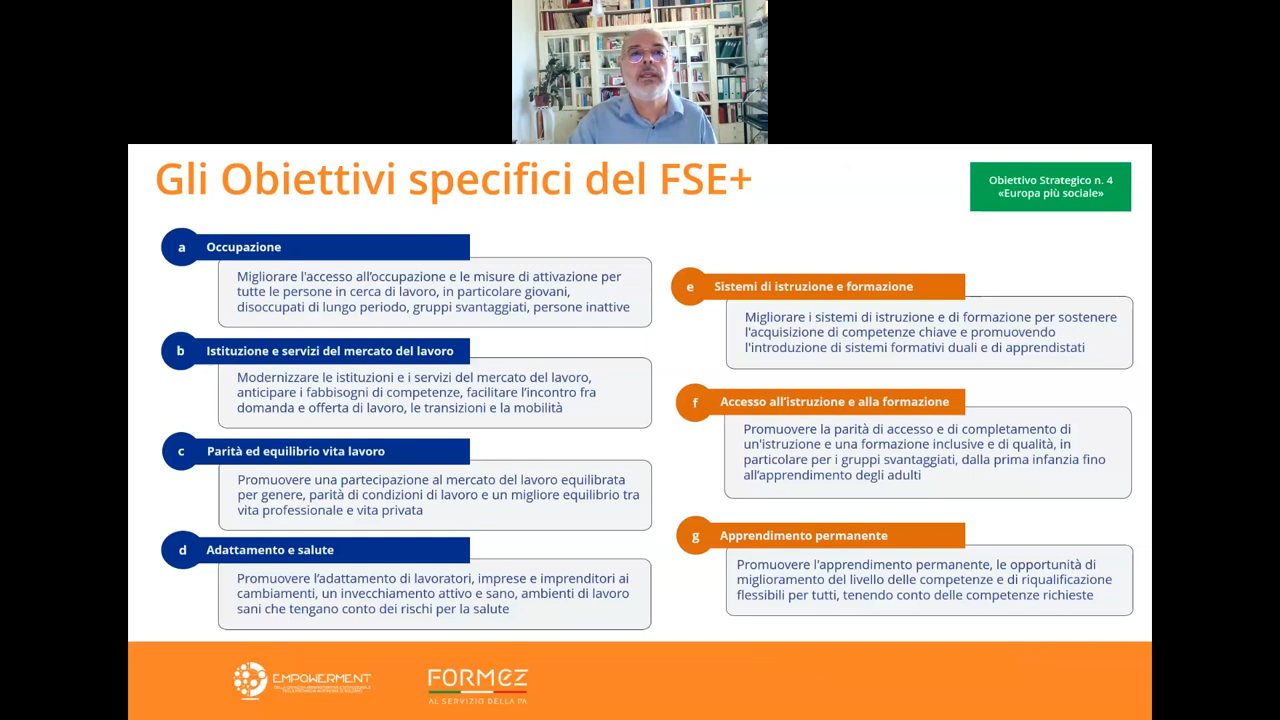 Gli Obiettivi specifici del FSE+
Obiettivo Strategico n. 4
«Europa più sociale»
a
Occupazione
Migliorare l'accesso all’occupazione e le misure di attivazione per
tutte le persone in cerca di lavoro, in particolare giovani,
disoccupati di lungo periodo, gruppi svantaggiati, persone inattive
b
Istituzione e servizi del mercato del lavoro
Modernizzare le istituzioni e i servizi del mercato del lavoro,
anticipare i fabbisogni di competenze, facilitare l’incontro fra
domanda e offerta di lavoro, le transizioni e la mobilità
c
Parità ed equilibrio vita lavoro
Promuovere una partecipazione al mercato del lavoro equilibrata
per genere, parità di condizioni di lavoro e un migliore equilibrio tra
vita professionale e vita privata
d
Adattamento e salute
Promuovere l’adattamento di lavoratori, imprese e imprenditori ai
cambiamenti, un invecchiamento attivo e sano, ambienti di lavoro
sani che tengano conto dei rischi per la salute
e
Sistemi di istruzione e formazione
Migliorare i sistemi di istruzione e di formazione per sostenere
l'acquisizione di competenze chiave e promuovendo
l'introduzione di sistemi formativi duali e di apprendistati
f
Accesso all’istruzione e alla formazione
Promuovere la parità di accesso e di completamento di
un'istruzione e una formazione inclusive e di qualità, in
particolare per i gruppi svantaggiati, dalla prima infanzia fino
all’apprendimento degli adulti
g
Apprendimento permanente
Promuovere l'apprendimento permanente, le opportunità di
miglioramento del livello delle competenze e di riqualificazione
flessibili per tutti, tenendo conto delle competenze richieste
EMPOWERMENT
FORMEZ
AL SERVIZIO DELLA PA